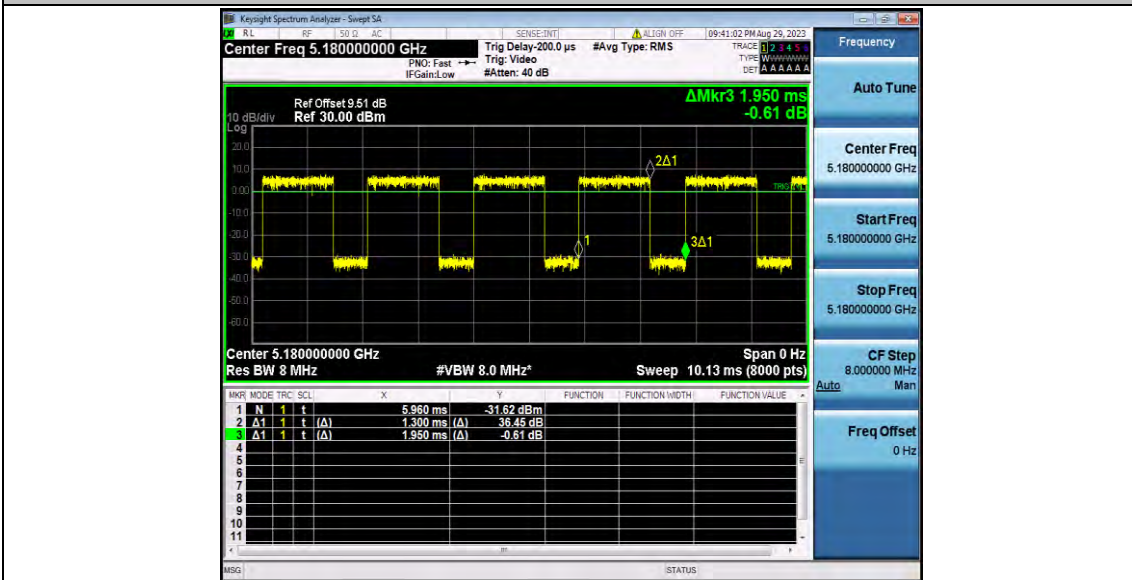 Keysight Spectrum Analyzer - Swept SA
RL RF 50 Ω AC SENSE:INT ALIGN OFF 09:41:02 PM Aug 29, 2023
Center Freq 5.180000000 GHz
Trig Delay-200.0 µs #Avg Type: RMS
TRACE 1 2 3 4 5 6
PNO: Fast Trig: Video
TYPE WWWWWW
IFGain:Low #Atten: 40 dB
DET A A A A A A
Frequency
Auto Tune
Center Freq
5.180000000 GHz
Start Freq
5.180000000 GHz
Stop Freq
5.180000000 GHz
CF Step
8.000000 MHz
Auto Man
Freq Offset
0 Hz
ΔMkr3 1.950 ms
-0.61 dB
Ref Offset 9.51 dB
10 dB/div Ref 30.00 dBm
Log
20.0
10.0
0.00
-10.0
-20.0
-30.0
-40.0
-50.0
-60.0
2Δ1
1
3Δ1
Center 5.180000000 GHz Span 0 Hz
Res BW 8 MHz #VBW 8.0 MHz* Sweep 10.13 ms (8000 pts)
MKR MODE TRC SCL X Y FUNCTION FUNCTION WIDTH FUNCTION VALUE
1 N 1 t 5.960 ms -31.62 dBm
2 Δ1 1 t (Δ) 1.300 ms (Δ) 36.45 dB
3 Δ1 1 t (Δ) 1.950 ms (Δ) -0.61 dB
4
5
6
7
8
9
10
11
MSG STATUS